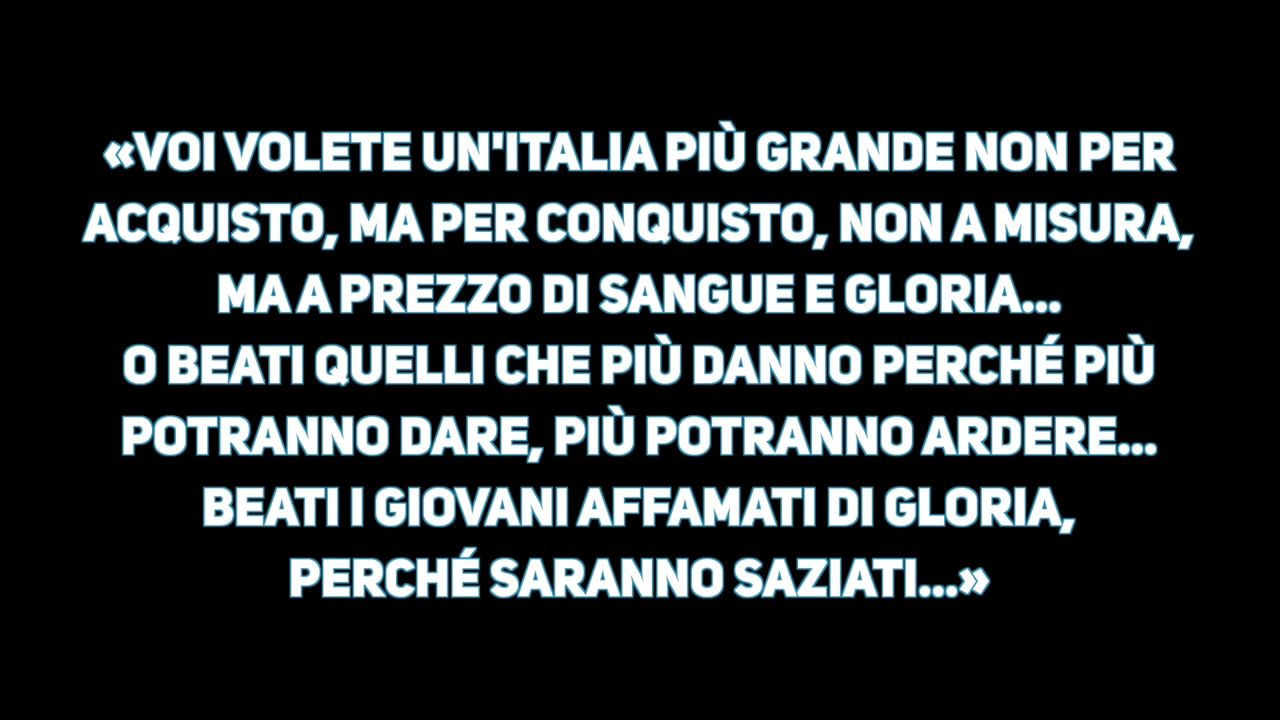 «VOI VOLETE UN'ITALIA PIÙ GRANDE NON PER
ACQUISTO, MA PER CONQUISTO, NON A MISURA,
MA A PREZZO DI SANGUE E GLORIA...
O BEATI QUELLI CHE PIÙ DANNO PERCHÉ PIÙ
POTRANNO DARE, PIÙ POTRANNO ARDERE...
BEATI I GIOVANI AFFAMATI DI GLORIA,
PERCHÉ SARANNO SAZIATI...»